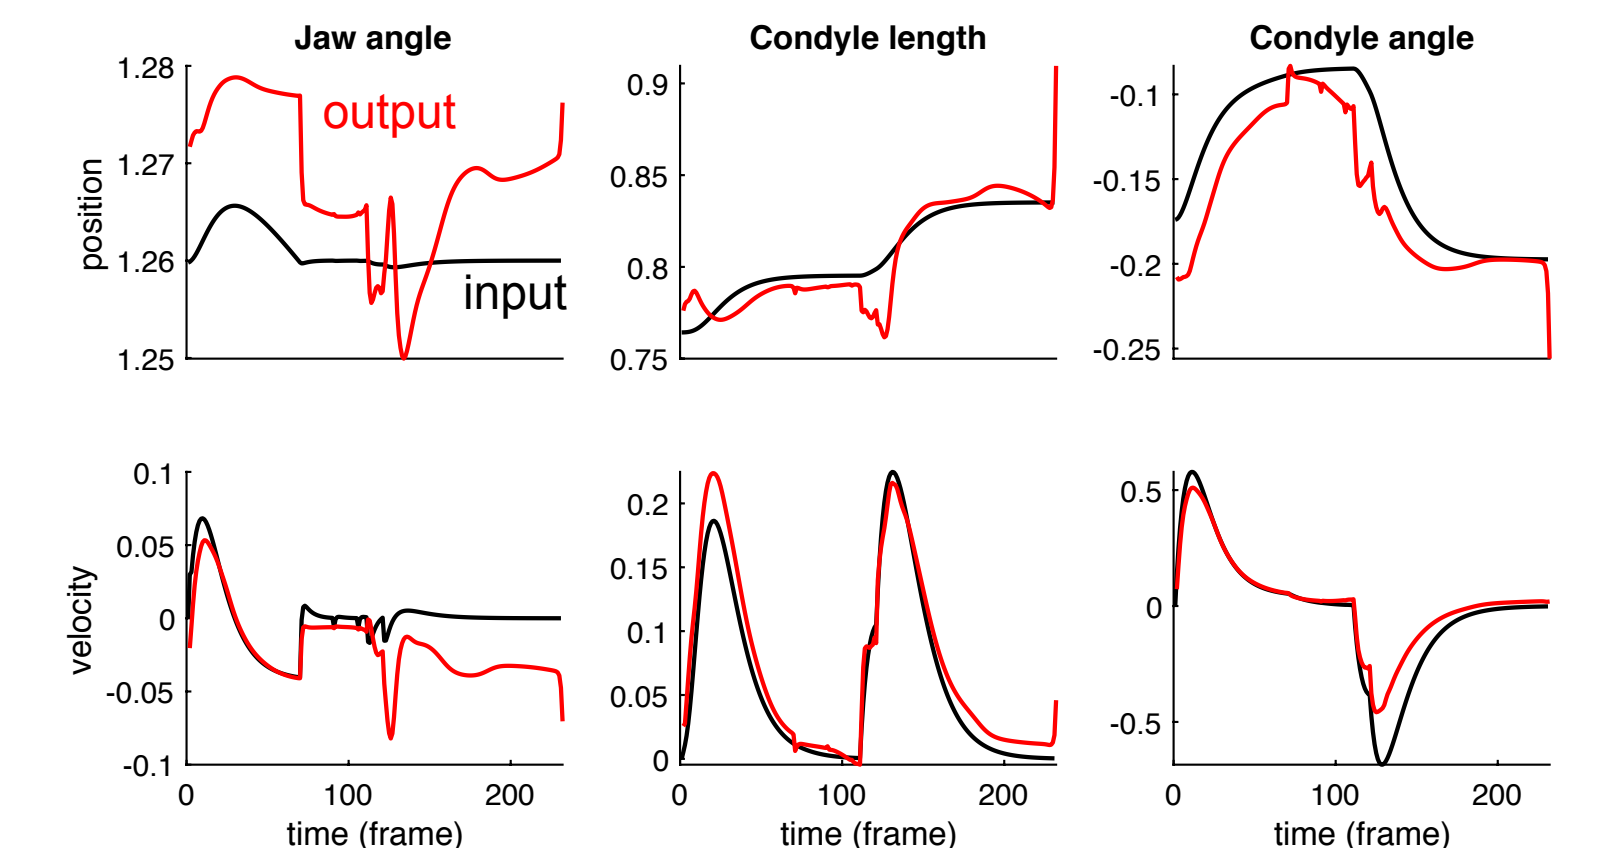 Jaw angle
Condyle length
Condyle angle
position
1.28
1.27
1.26
1.25
output
input
0.9
0.85
0.8
0.75
-0.1
-0.15
-0.2
-0.25
velocity
0.1
0.05
0
-0.05
-0.1
0 100 200
time (frame)
0.2
0.15
0.1
0.05
0
0 100 200
time (frame)
0.5
0
-0.5
0 100 200
time (frame)